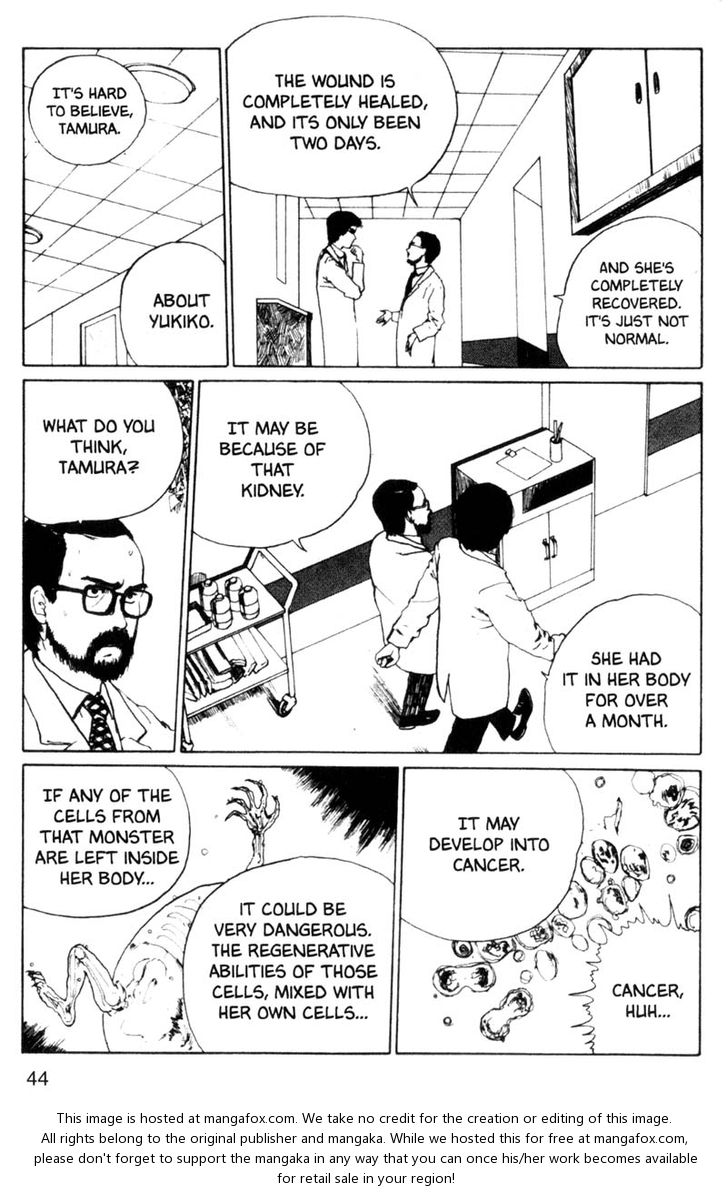 IT'S HARD
TO BELIEVE,
TAMURA.
ABOUT
YUKIKO.
THE WOUND IS
COMPLETELY HEALED,
AND ITS ONLY BEEN
TWO DAYS.
AND SHE'S
COMPLETELY
RECOVERED.
IT'S JUST NOT
NORMAL.
WHAT DO YOU
THINK,
TAMURA?
IT MAY BE
BECAUSE OF
THAT
KIDNEY.
SHE HAD
IT IN HER BODY
FOR OVER
A MONTH.
IF ANY OF THE
CELLS FROM
THAT MONSTER
ARE LEFT INSIDE
HER BODY...
IT COULD BE
VERY DANGEROUS.
THE REGENERATIVE
ABILITIES OF THOSE
CELLS, MIXED WITH
HER OWN CELLS...
IT MAY
DEVELOP INTO
CANCER.
CANCER,
HUH...
44
This image is hosted at mangafox.com. We take no credit for the creation or editing of this image.
All rights belong to the original publisher and mangaka. While we hosted this for free at mangafox.com,
please don't forget to support the mangaka in any way that you can once his/her work becomes available
for retail sale in your region!